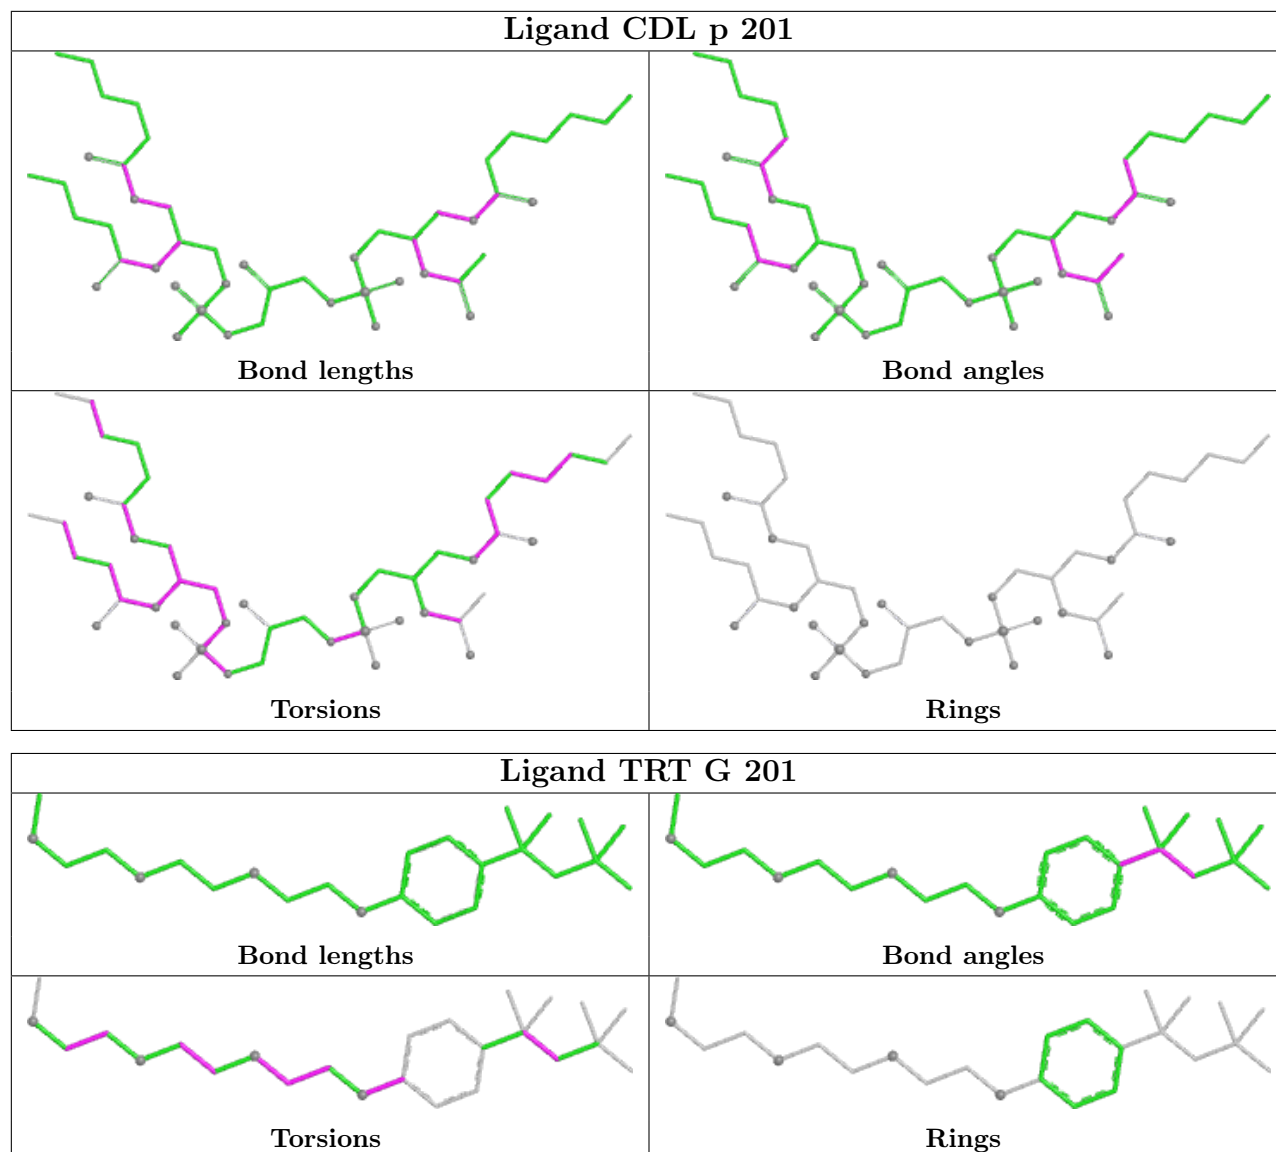 Ligand CDL p 201
Bond lengths
Bond angles
Torsions
Rings
Ligand TRT G 201
Bond lengths
Bond angles
Torsions
Rings